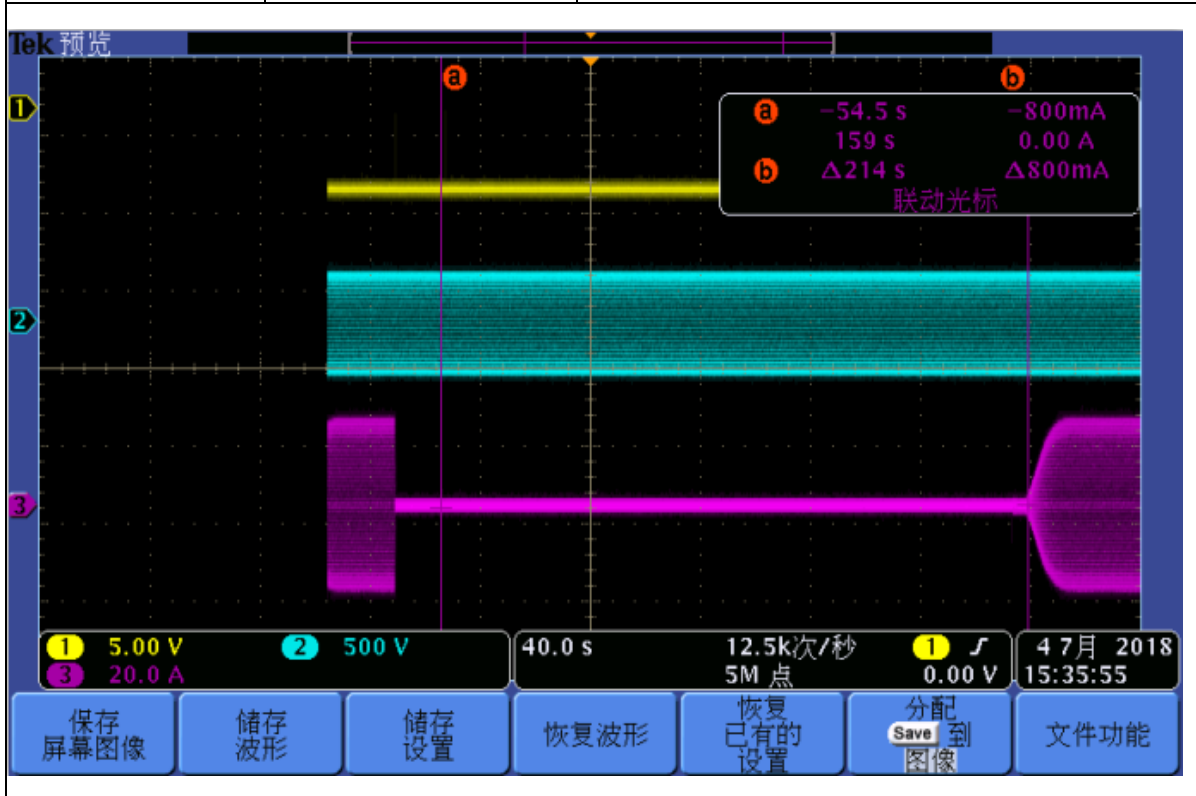 Tek 预览
a b
1
a -54.5 s -800mA
159 s 0.00 A
b Δ214 s Δ800mA
联动光标
2
3
1 5.00 V 2 500 V
3 20.0 A
40.0 s 12.5k次/秒 1
5M 点 0.00 V
4 7月 2018
15:35:55
保存
屏幕图像
储存
波形
储存
设置
恢复波形
恢复
已有的
设置
分配
Save 到
图像
文件功能